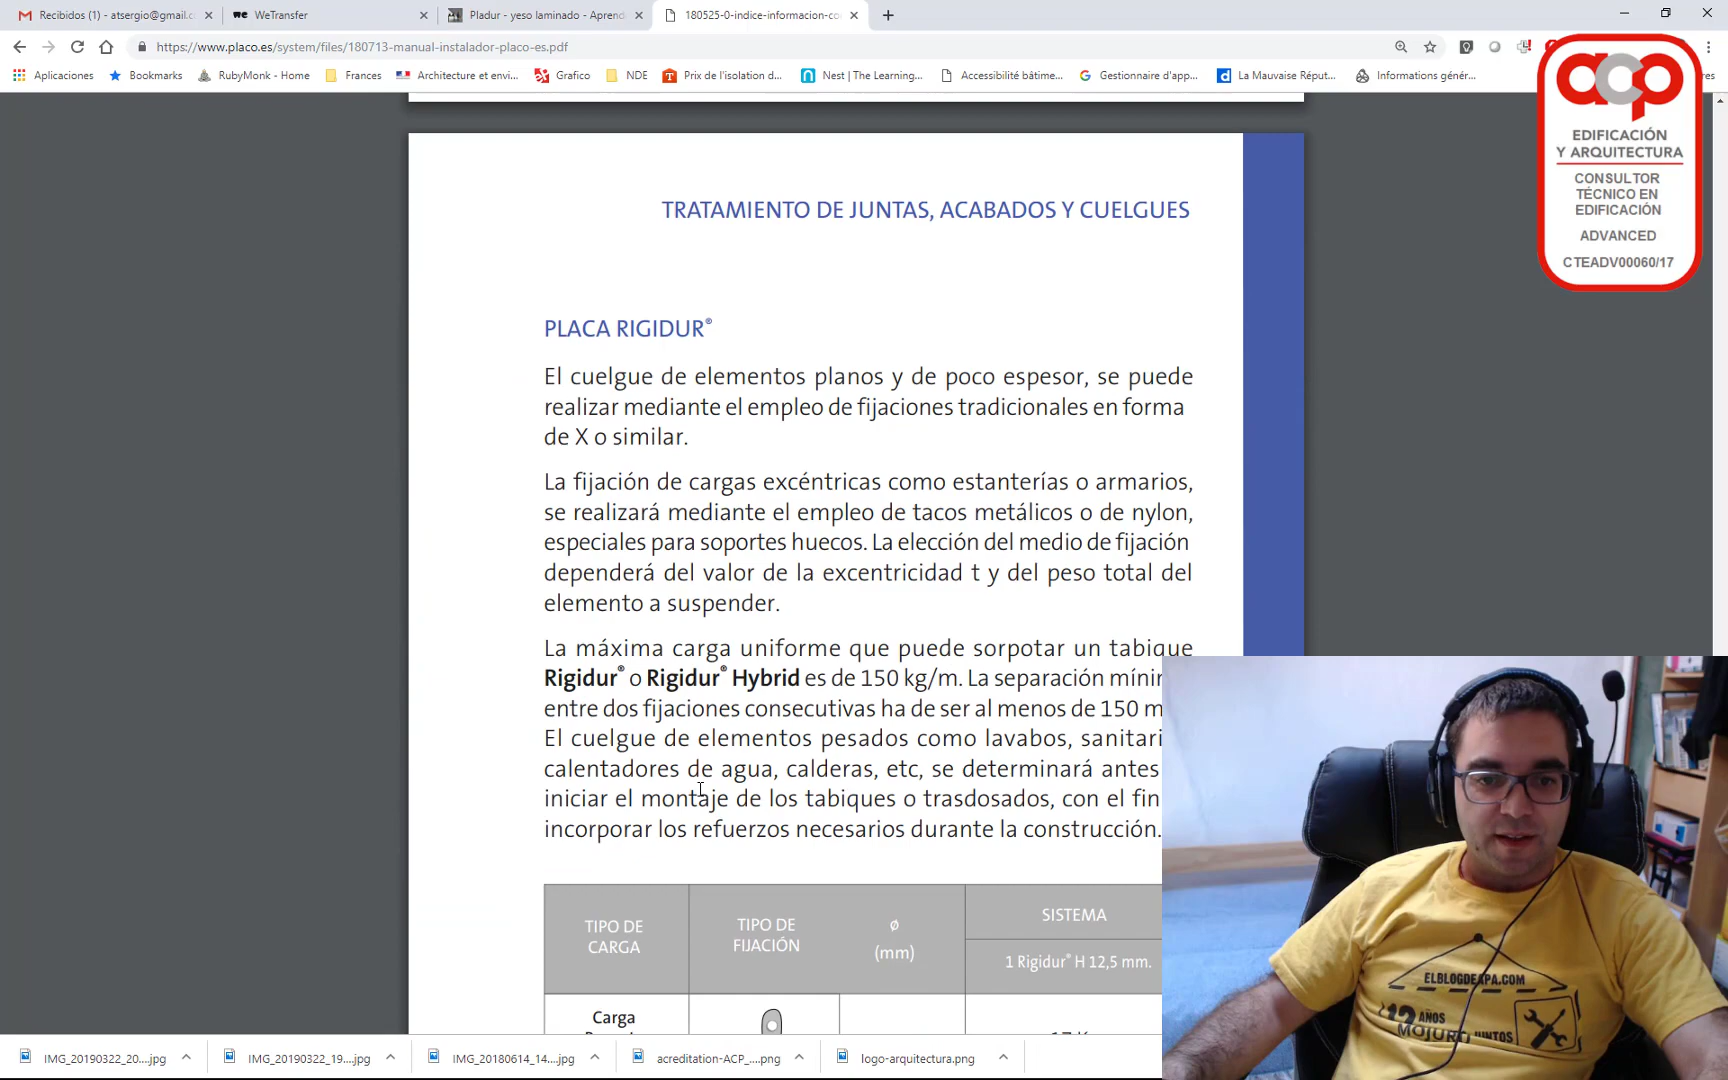 Recibidos (1) - atsergio@gmail.c
WeTransfer
Pladur - yeso laminado - Aprend
180525-0-indice-informacion-co
https://www.placo.es/system/files/180713-manual-instalador-placo-es.pdf
Aplicaciones
Bookmarks
RubyMonk - Home
Frances
Architecture et envi...
Grafico
NDE
Prix de l'isolation d...
Nest | The Learning...
Accessibilité bâtime...
Gestionnaire d'app...
La Mauvaise Réput...
Informations génér...
acp
EDIFICACIÓN
Y ARQUITECTURA
CONSULTOR
TÉCNICO EN
EDIFICACIÓN
ADVANCED
CTEADV00060/17
TRATAMIENTO DE JUNTAS, ACABADOS Y CUELGUES
PLACA RIGIDUR®
El cuelgue de elementos planos y de poco espesor, se puede
realizar mediante el empleo de fijaciones tradicionales en forma
de X o similar.
La fijación de cargas excéntricas como estanterías o armarios,
se realizará mediante el empleo de tacos metálicos o de nylon,
especiales para soportes huecos. La elección del medio de fijación
dependerá del valor de la excentricidad t y del peso total del
elemento a suspender.
La máxima carga uniforme que puede sorpotar un tabique
Rigidur® o Rigidur® Hybrid es de 150 kg/m. La separación mínir
entre dos fijaciones consecutivas ha de ser al menos de 150 m
El cuelgue de elementos pesados como lavabos, sanitari
calentadores de agua, calderas, etc, se determinará antes
iniciar el montaje de los tabiques o trasdosados, con el fin
incorporar los refuerzos necesarios durante la construcción.
TIPO DE
CARGA
TIPO DE
FIJACIÓN
ø
(mm)
SISTEMA
1 Rigidur® H 12,5 mm.
Carga
ELBLOGDEAPA.COM
12 AÑOS
MOJURO JUNTOS
IMG_20190322_20....jpg
IMG_20190322_19....jpg
IMG_20180614_14....jpg
acreditation-ACP_....png
logo-arquitectura.png